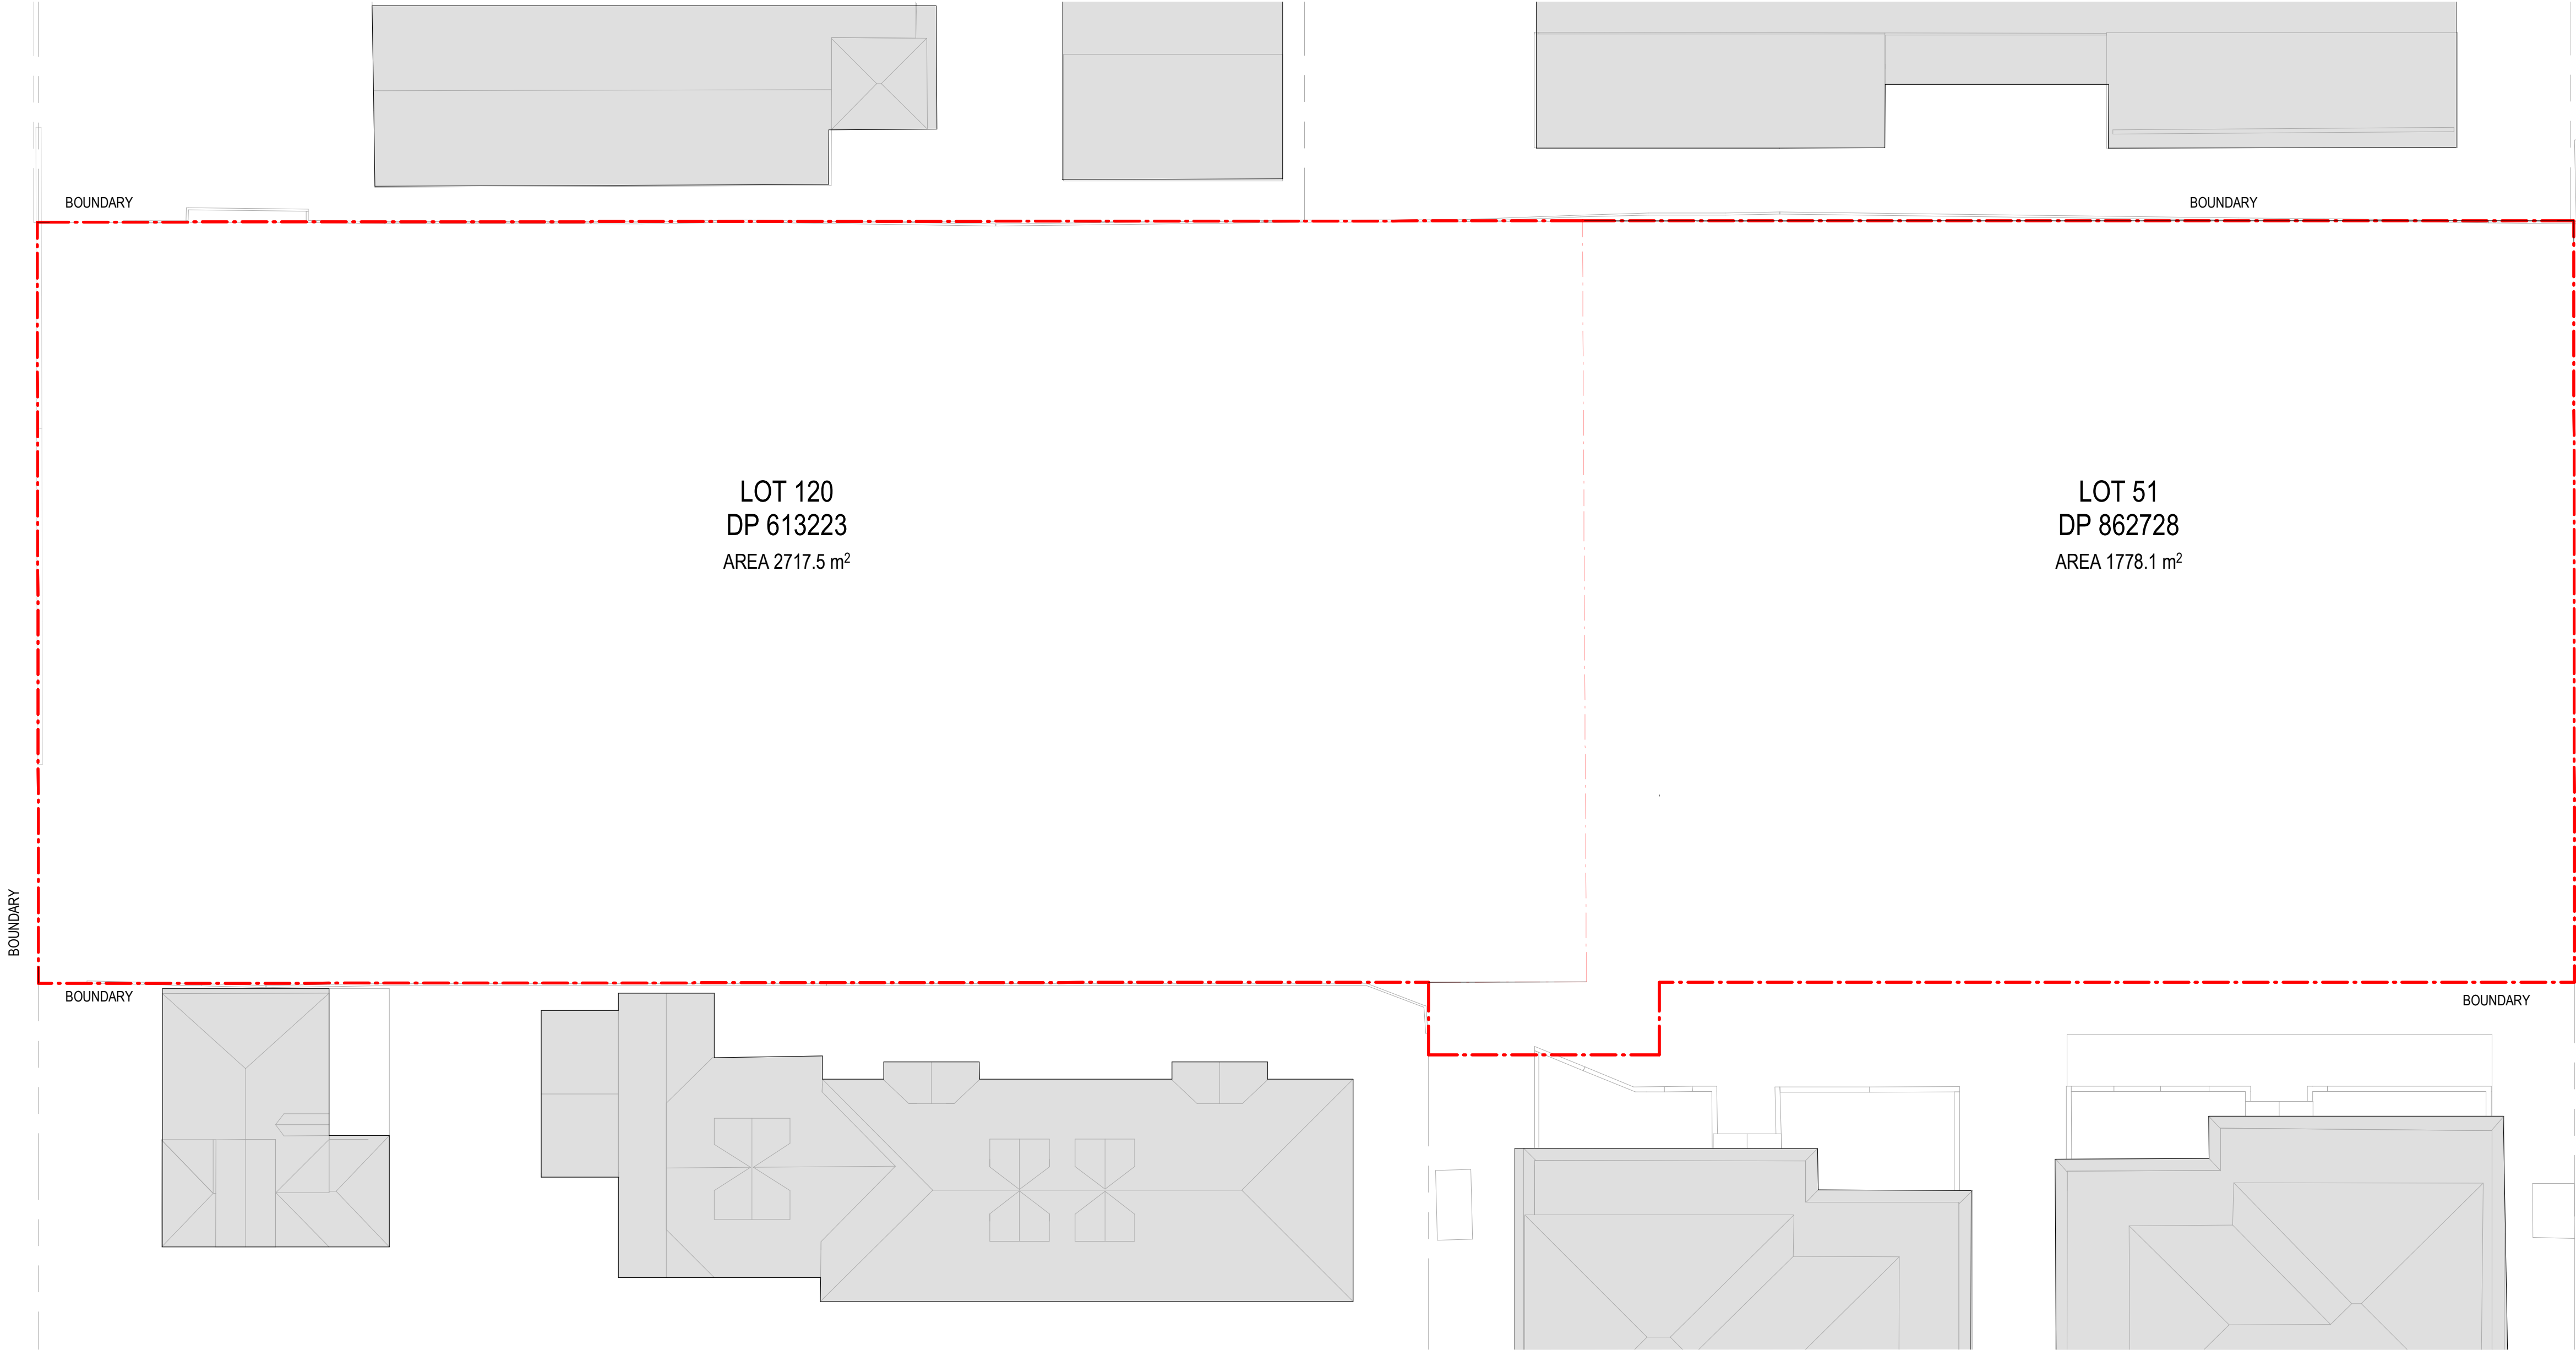 BOUNDARY
BOUNDARY
LOT 120
DP 613223
AREA 2717.5 m²
LOT 51
DP 862728
AREA 1778.1 m²
BOUNDARY
BOUNDARY
BOUNDARY